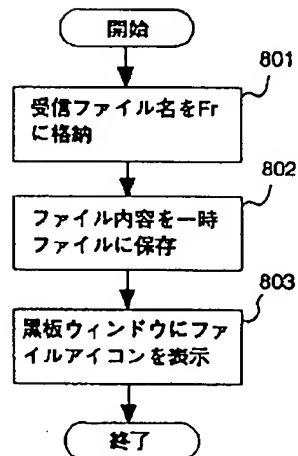 開始
801
受信ファイル名をFr
に格納
802
ファイル内容を一時
ファイルに保存
803
黒板ウィンドウにファ
イルアイコンを表示
終了